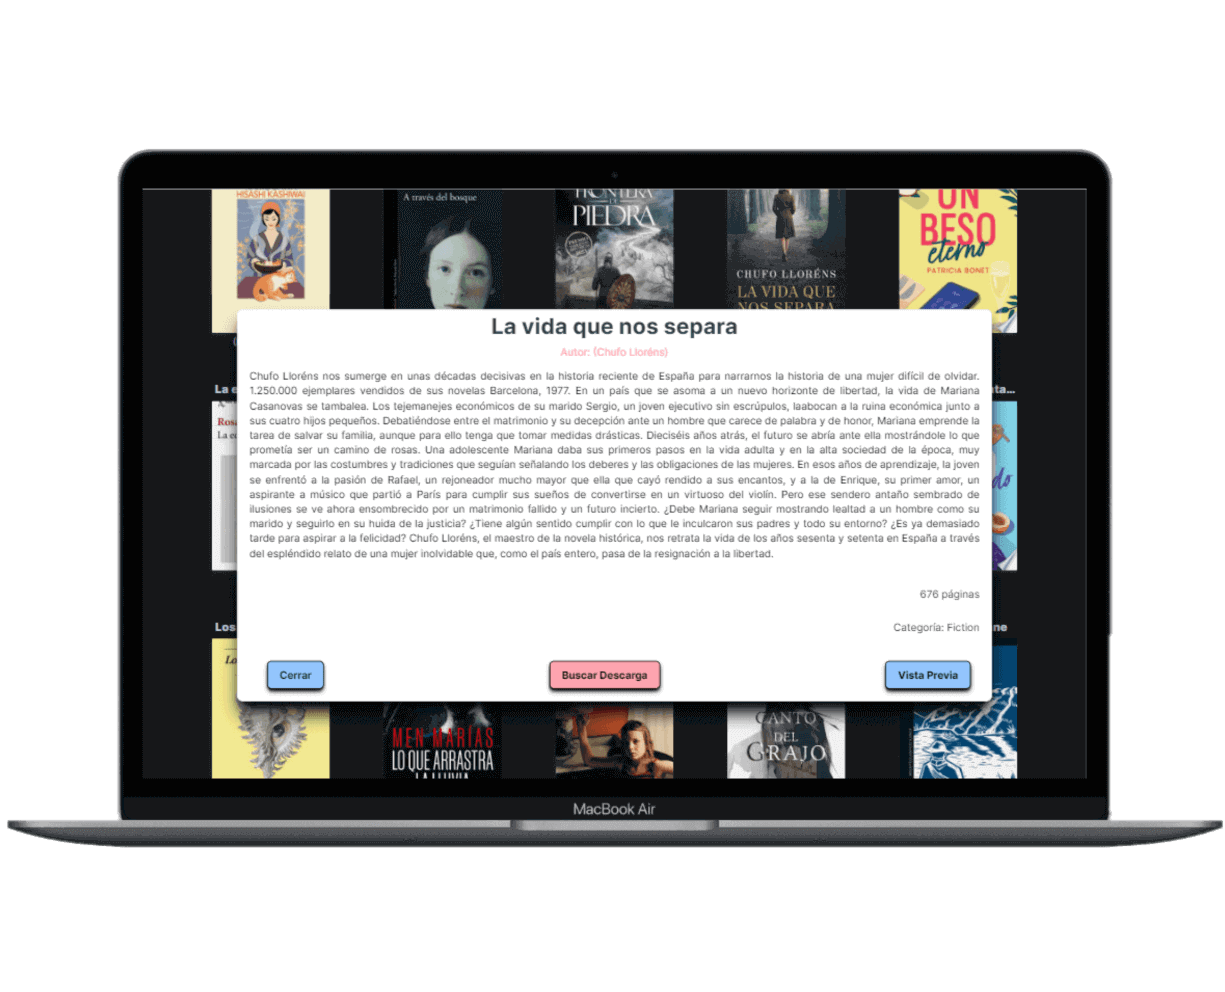 HISASHI KASHIWAI
A través del bosque
FRONTERA
DE
PIEDRA
CHUFO LLORÉNS
LA VIDA QUE
NOS SEPARA
UN
BESO
eterno
PATRICIA BONET
La vida que nos separa
Autor: (Chufo Lloréns)
Chufo Lloréns nos sumerge en unas décadas decisivas en la historia reciente de España para narrarnos la historia de una mujer difícil de olvidar.
1.250.000 ejemplares vendidos de sus novelas Barcelona, 1977. En un país que se asoma a un nuevo horizonte de libertad, la vida de Mariana
Casanovas se tambalea. Los tejemanejes económicos de su marido Sergio, un joven ejecutivo sin escrúpulos, laabocan a la ruina económica junto a
sus cuatro hijos pequeños. Debatiéndose entre el matrimonio y su decepción ante un hombre que carece de palabra y de honor, Mariana emprende la
tarea de salvar su familia, aunque para ello tenga que tomar medidas drásticas. Dieciséis años atrás, el futuro se abría ante ella mostrándole lo que
prometía ser un camino de rosas. Una adolescente Mariana daba sus primeros pasos en la vida adulta y en la alta sociedad de la época, muy
marcada por las costumbres y tradiciones que seguían señalando los deberes y las obligaciones de las mujeres. En esos años de aprendizaje, la joven
se enfrentó a la pasión de Rafael, un rejoneador mucho mayor que ella que cayó rendido a sus encantos, y a la de Enrique, su primer amor, un
aspirante a músico que partió a París para cumplir sus sueños de convertirse en un virtuoso del violín. Pero ese sendero antaño sembrado de
ilusiones se ve ahora ensombrecido por un matrimonio fallido y un futuro incierto. ¿Debe Mariana seguir mostrando lealtad a un hombre como su
marido y seguirlo en su huida de la justicia? ¿Tiene algún sentido cumplir con lo que le inculcaron sus padres y todo su entorno? ¿Es ya demasiado
tarde para aspirar a la felicidad? Chufo Lloréns, el maestro de la novela histórica, nos retrata la vida de los años sesenta y setenta en España a través
del espléndido relato de una mujer inolvidable que, como el país entero, pasa de la resignación a la libertad.
676 páginas
Categoría: Fiction
Cerrar
Buscar Descarga
Vista Previa
La e
ta...
Rosa
La
do
Los
ne
Lo
MEN MARÍAS
LO QUE ARRASTRA
LA LLUVIA
CANTO
DEL
GRAJO
MacBook Air